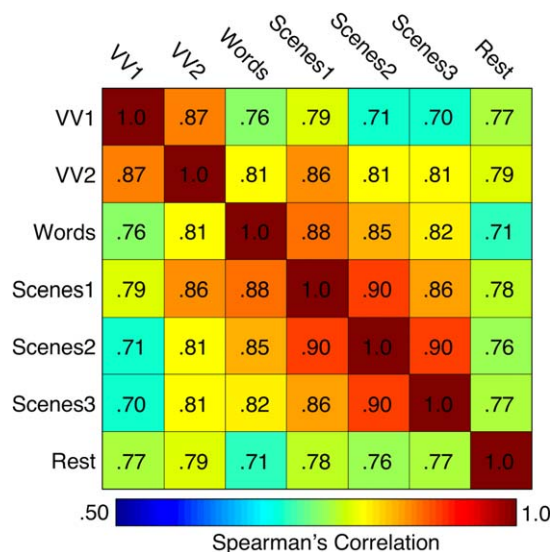 VV1 VV2 Words Scenes1 Scenes2 Scenes3 Rest
VV1 1.0 .87 .76 .79 .71 .70 .77
VV2 .87 1.0 .81 .86 .81 .81 .79
Words .76 .81 1.0 .88 .85 .82 .71
Scenes1 .79 .86 .88 1.0 .90 .86 .78
Scenes2 .71 .81 .85 .90 1.0 .90 .76
Scenes3 .70 .81 .82 .86 .90 1.0 .77
Rest .77 .79 .71 .78 .76 .77 1.0
.50 1.0
Spearman's Correlation